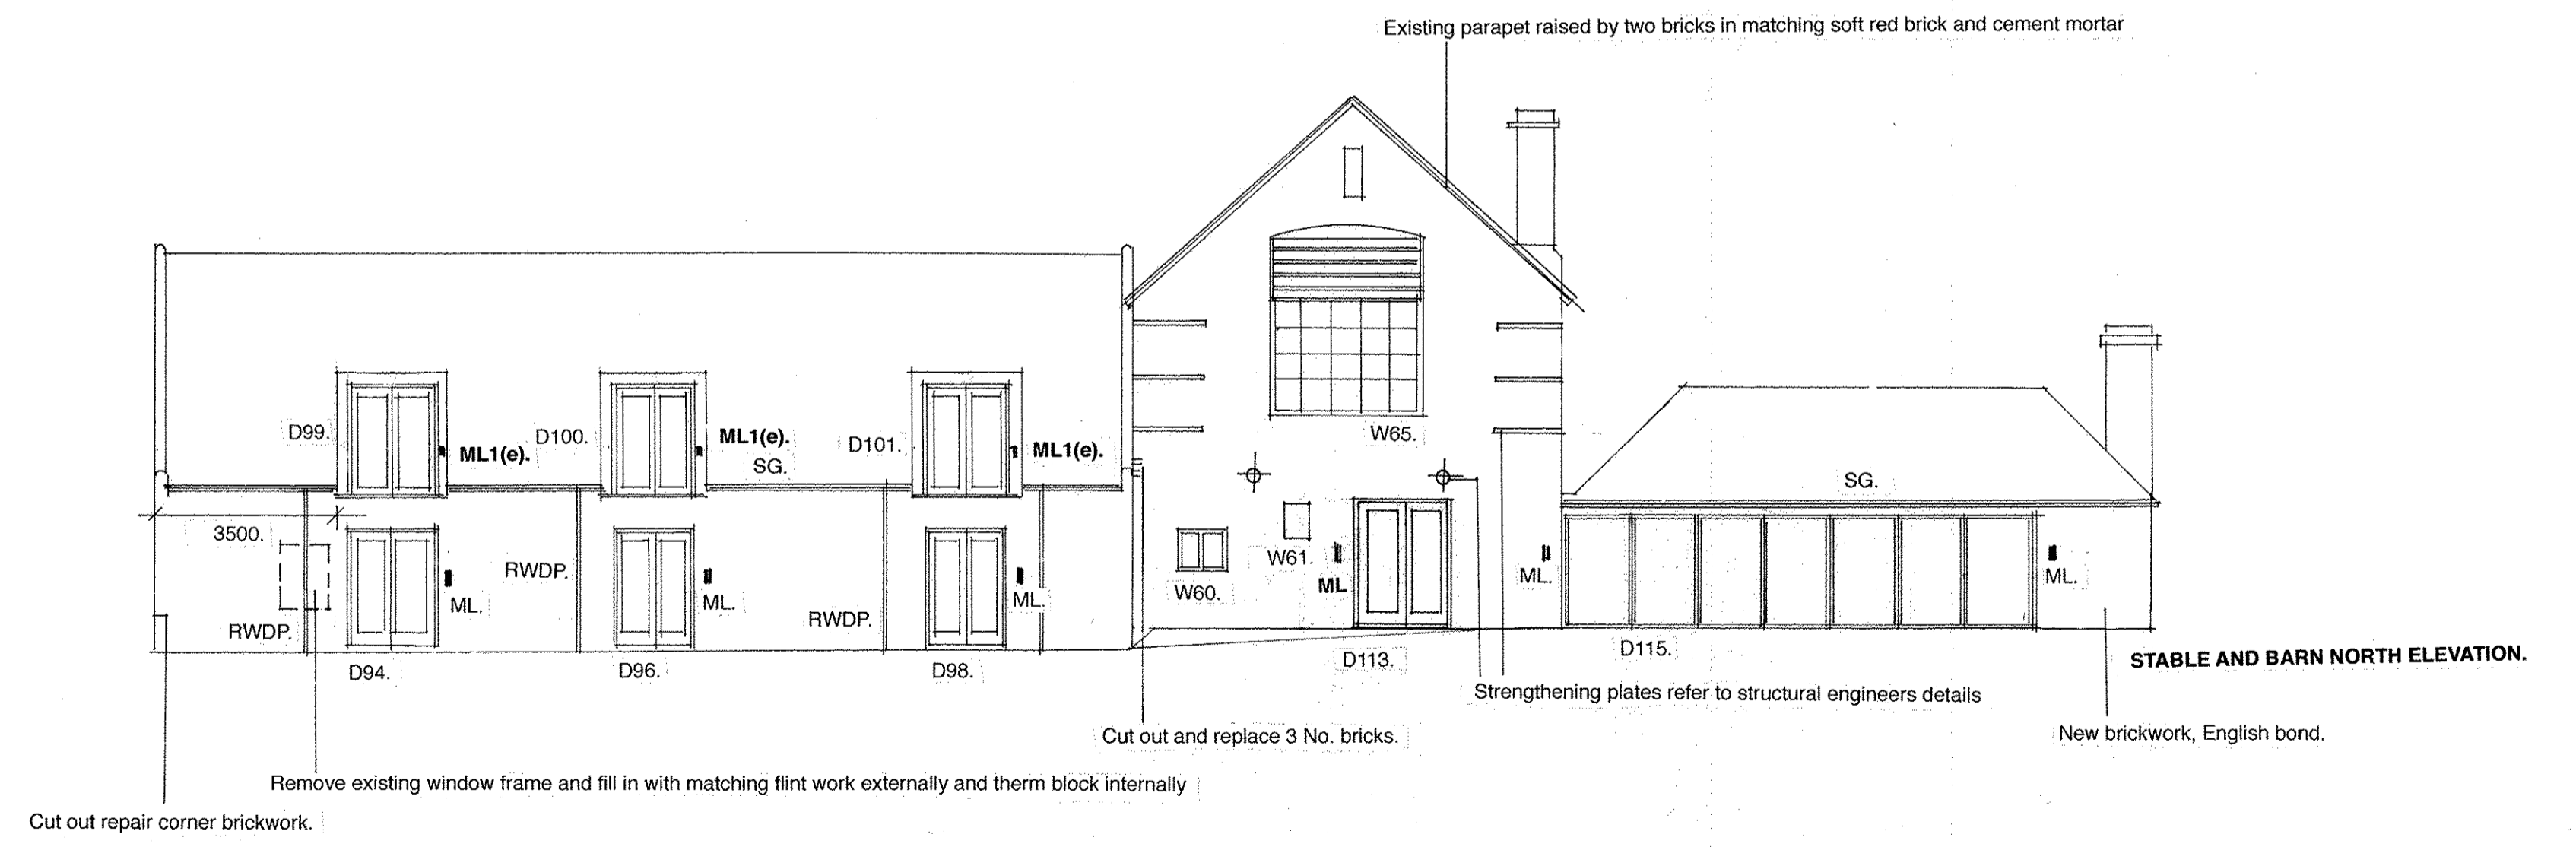 Existing parapet raised by two bricks in matching soft red brick and cement mortar
D99.
ML1(e).
D100.
ML1(e).
SG.
D101.
ML1(e).
W65.
SG.
3500.
RWDP.
ML.
RWDP.
ML.
RWDP.
ML.
W60.
W61.
ML
ML.
ML.
D94.
D96.
D98.
D113.
D115.
STABLE AND BARN NORTH ELEVATION.
Strengthening plates refer to structural engineers details
Cut out and replace 3 No. bricks.
New brickwork, English bond.
Remove existing window frame and fill in with matching flint work externally and therm block internally
Cut out repair corner brickwork.